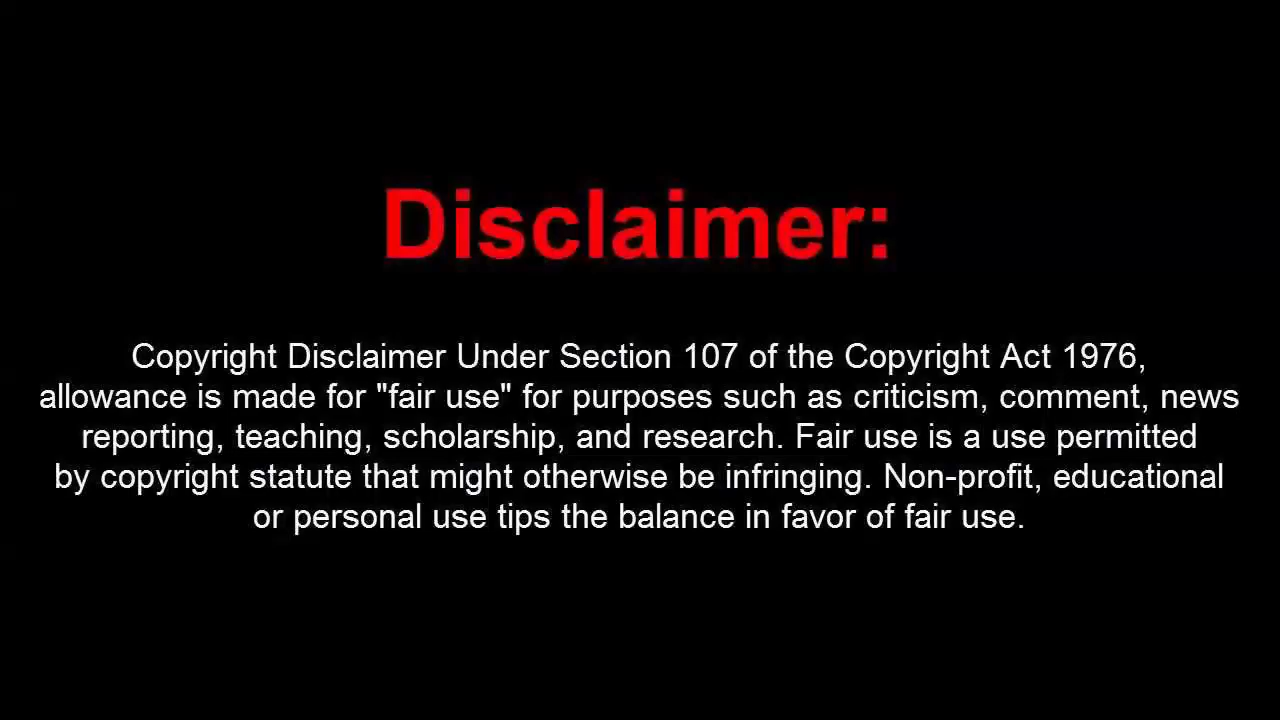 Disclaimer:
Copyright Disclaimer Under Section 107 of the Copyright Act 1976,
allowance is made for "fair use" for purposes such as criticism, comment, news
reporting, teaching, scholarship, and research. Fair use is a use permitted
by copyright statute that might otherwise be infringing. Non-profit, educational
or personal use tips the balance in favor of fair use.